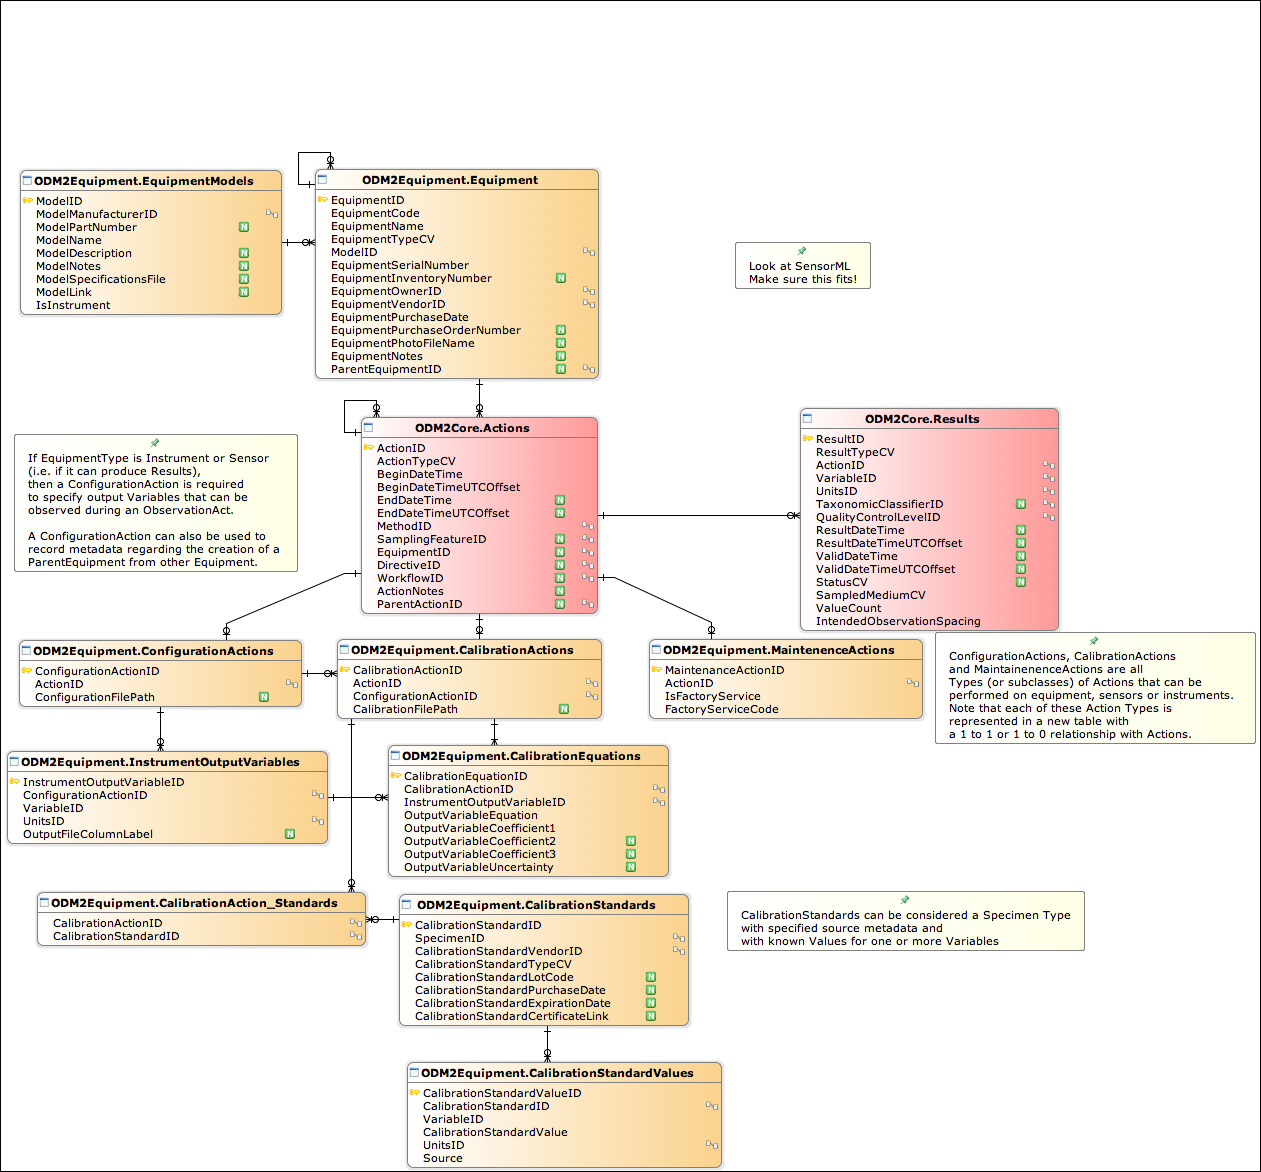 ODM2Equipment.EquipmentModels
ModelID
ModelManufacturerID
ModelPartNumber N
ModelName
ModelDescription N
ModelNotes N
ModelSpecificationsFile N
ModelLink N
IsInstrument
ODM2Equipment.Equipment
EquipmentID
EquipmentCode
EquipmentName
EquipmentTypeCV
ModelID
EquipmentSerialNumber
EquipmentInventoryNumber N
EquipmentOwnerID
EquipmentVendorID
EquipmentPurchaseDate
EquipmentPurchaseOrderNumber N
EquipmentPhotoFileName N
EquipmentNotes N
ParentEquipmentID N
Look at SensorML
Make sure this fits!
If EquipmentType is Instrument or Sensor
(i.e. if it can produce Results),
then a ConfigurationAction is required
to specify output Variables that can be
observed during an ObservationAct.
A ConfigurationAction can also be used to
record metadata regarding the creation of a
ParentEquipment from other Equipment.
ODM2Core.Actions
ActionID
ActionTypeCV
BeginDateTime
BeginDateTimeUTCOffset
EndDateTime N
EndDateTimeUTCOffset N
MethodID
SamplingFeatureID N
EquipmentID N
DirectiveID N
WorkflowID N
ActionNotes N
ParentActionID N
ODM2Core.Results
ResultID
ResultTypeCV
ActionID
VariableID
UnitsID
TaxonomicClassifierID N
QualityControlLevelID
ResultDateTime N
ResultDateTimeUTCOffset N
ValidDateTime N
ValidDateTimeUTCOffset N
StatusCV N
SampledMediumCV
ValueCount
IntendedObservationSpacing
ODM2Equipment.ConfigurationActions
ConfigurationActionID
ActionID
ConfigurationFilePath N
ODM2Equipment.CalibrationActions
CalibrationActionID
ActionID
ConfigurationActionID
CalibrationFilePath N
ODM2Equipment.MaintenenceActions
MaintenanceActionID
ActionID
IsFactoryService
FactoryServiceCode
ConfigurationActions, CalibrationActions
and MaintainenenceActions are all
Types (or subclasses) of Actions that can be
performed on equipment, sensors or instruments.
Note that each of these Action Types is
represented in a new table with
a 1 to 1 or 1 to 0 relationship with Actions.
ODM2Equipment.InstrumentOutputVariables
InstrumentOutputVariableID
ConfigurationActionID
VariableID
UnitsID
OutputFileColumnLabel N
ODM2Equipment.CalibrationEquations
CalibrationEquationID
CalibrationActionID
InstrumentOutputVariableID
OutputVariableEquation
OutputVariableCoefficient1
OutputVariableCoefficient2 N
OutputVariableCoefficient3 N
OutputVariableUncertainty N
ODM2Equipment.CalibrationAction_Standards
CalibrationActionID
CalibrationStandardID
ODM2Equipment.CalibrationStandards
CalibrationStandardID
SpecimenID
CalibrationStandardVendorID
CalibrationStandardTypeCV
CalibrationStandardLotCode N
CalibrationStandardPurchaseDate N
CalibrationStandardExpirationDate N
CalibrationStandardCertificateLink N
CalibrationStandards can be considered a Specimen Type
with specified source metadata and
with known Values for one or more Variables
ODM2Equipment.CalibrationStandardValues
CalibrationStandardValueID
CalibrationStandardID
VariableID
CalibrationStandardValue
UnitsID
Source